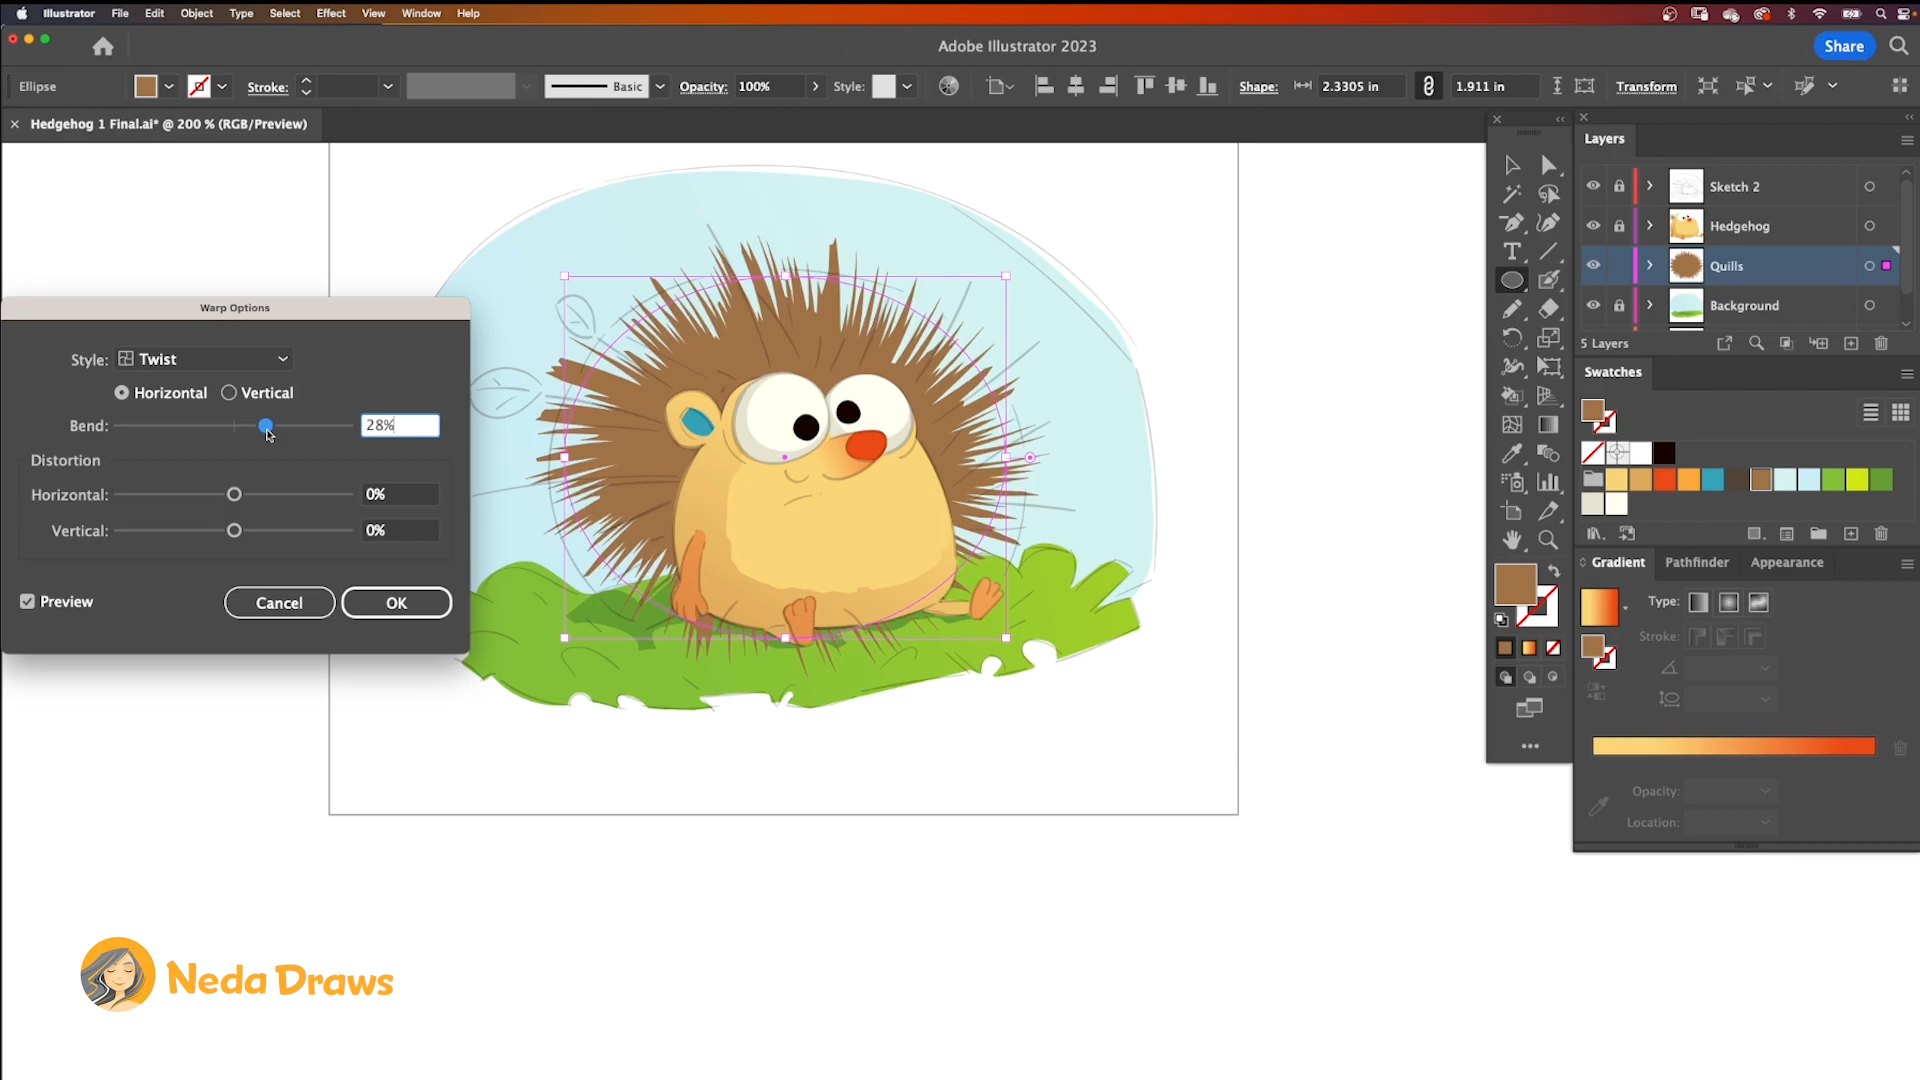 Illustrator File Edit Object Type Select Effect View Window Help
Adobe Illustrator 2023
Share
Ellipse Stroke: Basic Opacity: 100% Style: Shape: 2.3305 in 1.911 in Transform
Hedgehog 1 Final.ai* @ 200 % (RGB/Preview)
Layers
Sketch 2
Hedgehog
Quills
Background
5 Layers
Swatches
Gradient Pathfinder Appearance
Type:
Stroke:
Opacity:
Location:
Warp Options
Style: Twist
Horizontal Vertical
Bend: 28%
Distortion
Horizontal: 0%
Vertical: 0%
Preview Cancel OK
Neda Draws